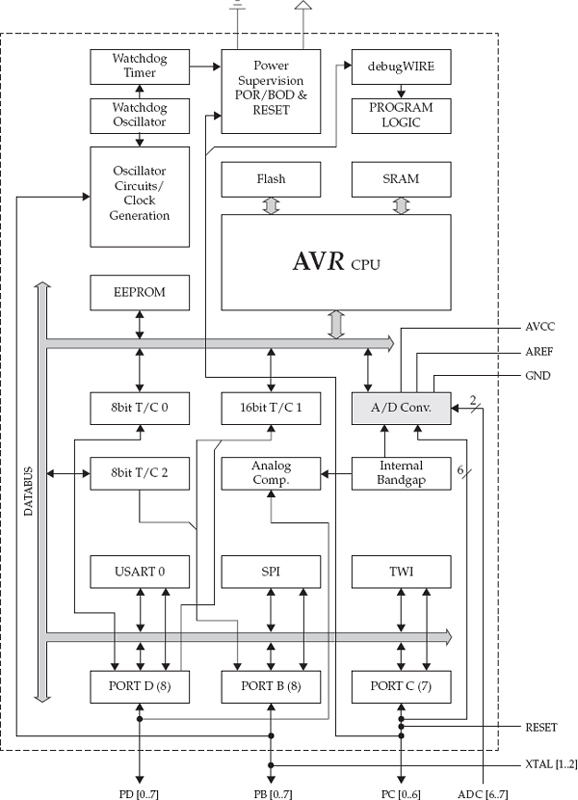 Watchdog
Timer
Power
Supervision
POR/BOD &
RESET
debugWIRE
Watchdog
Oscillator
PROGRAM
LOGIC
Oscillator
Circuits/
Clock
Generation
Flash
SRAM
AVR CPU
EEPROM
AVCC
AREF
GND
8bit T/C 0
16bit T/C 1
A/D Conv.
2
8bit T/C 2
Analog
Comp.
Internal
Bandgap
6
DATABUS
USART 0
SPI
TWI
PORT D (8)
PORT B (8)
PORT C (7)
RESET
XTAL [1..2]
PD [0..7]
PB [0..7]
PC [0..6]
ADC [6..7]